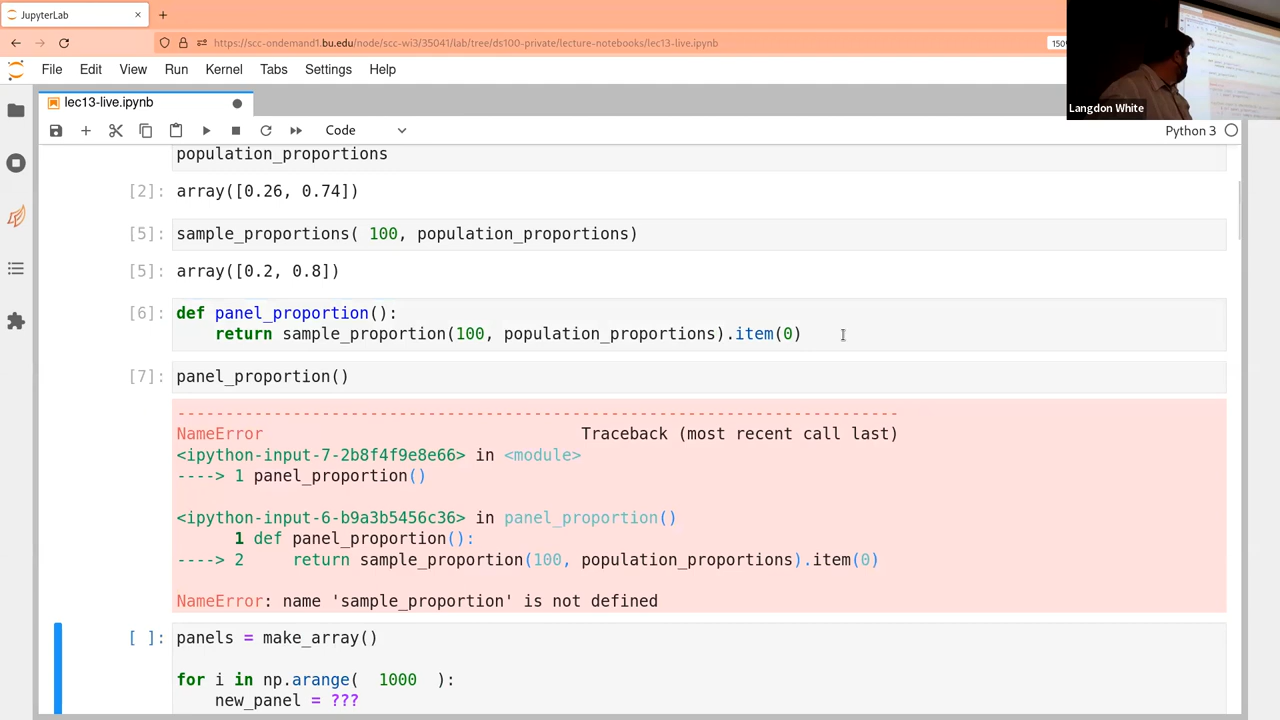 JupyterLab
https://scc-ondemand1.bu.edu/node/scc-wi3/35041/lab/tree/ds100-private/lecture-notebooks/lec13-live.ipynb
150
File Edit View Run Kernel Tabs Settings Help
Langdon White
lec13-live.ipynb
Code
Python 3
population_proportions
[2]: array([0.26, 0.74])
[5]: sample_proportions( 100, population_proportions)
[5]: array([0.2, 0.8])
[6]: def panel_proportion():
    return sample_proportion(100, population_proportions).item(0)
[7]: panel_proportion()
---------------------------------------------------------------------------
NameError                                 Traceback (most recent call last)
<ipython-input-7-2b8f4f9e8e66> in <module>
----> 1 panel_proportion()
<ipython-input-6-b9a3b5456c36> in panel_proportion()
      1 def panel_proportion():
----> 2     return sample_proportion(100, population_proportions).item(0)
NameError: name 'sample_proportion' is not defined
[ ]: panels = make_array()
for i in np.arange(  1000  ):
    new_panel = ???